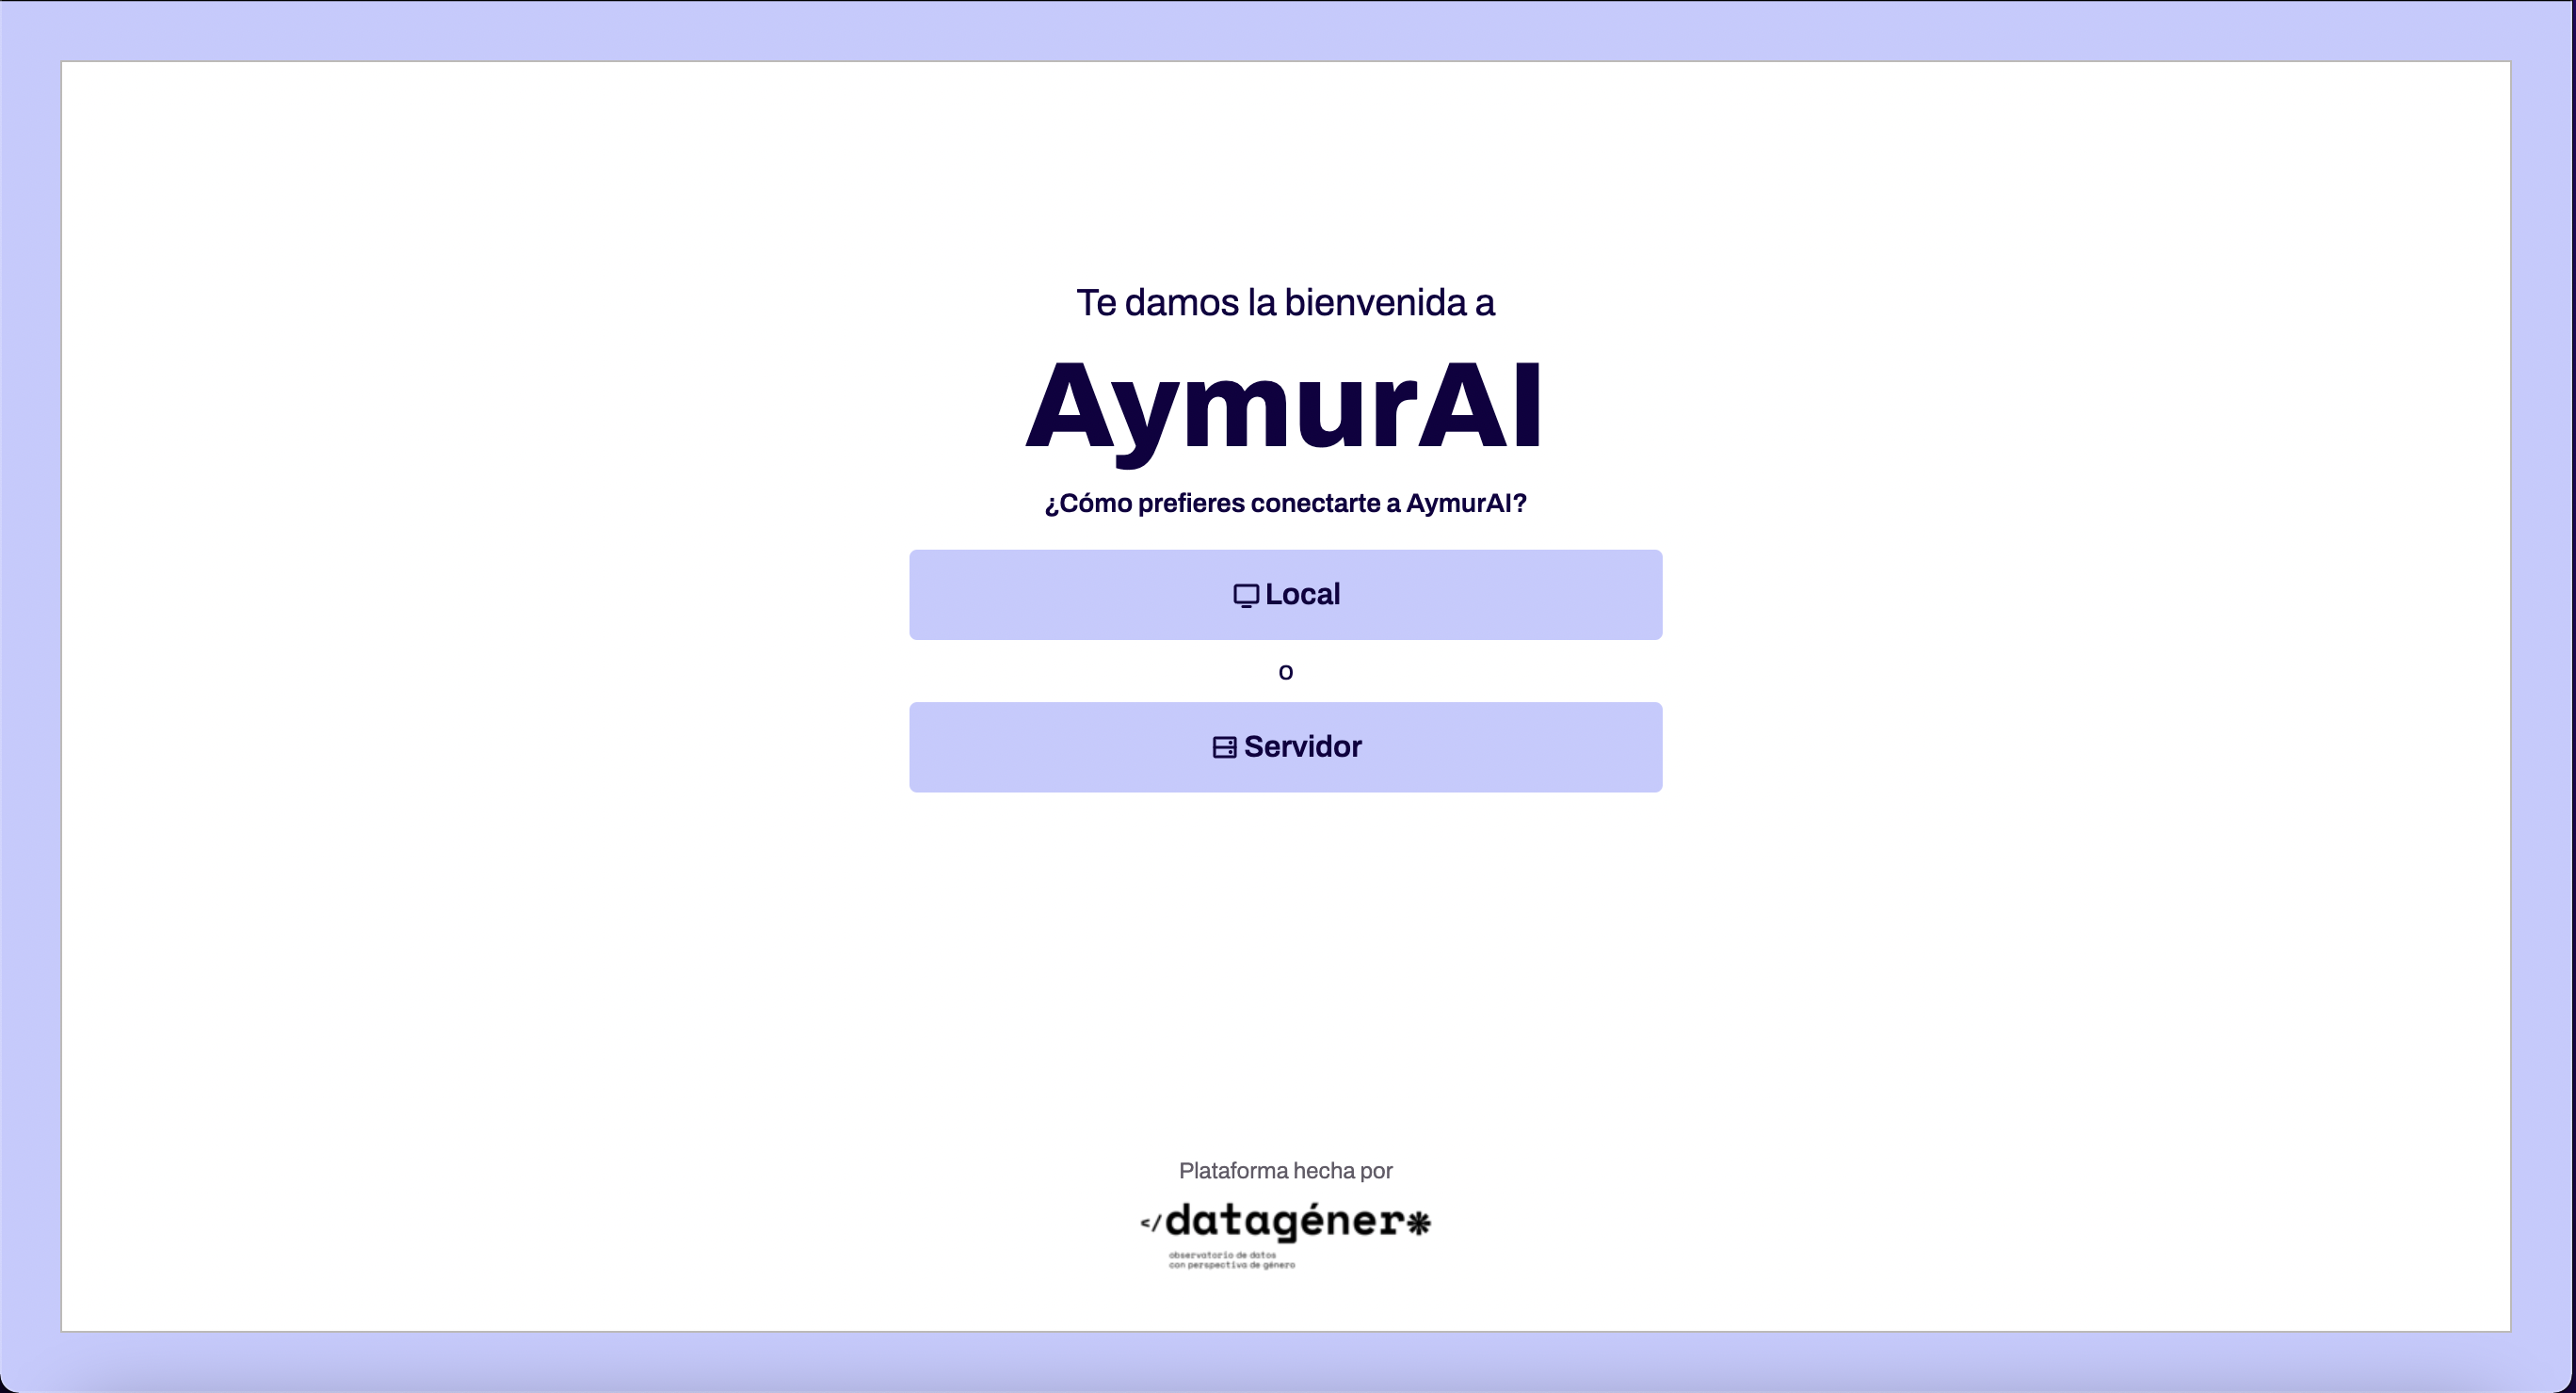 Te damos la bienvenida a
AymurAI
¿Cómo prefieres conectarte a AymurAI?
Local
o
Servidor
Plataforma hecha por
</datagéner*
observatorio de datos
con perspectiva de género